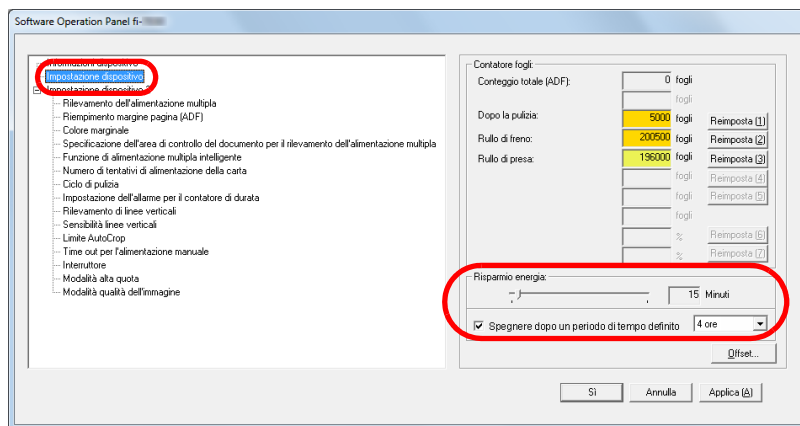 Software Operation Panel fi-
Informazioni dispositivo
Impostazione dispositivo
Impostazione dispositivo 2
Rilevamento dell'alimentazione multipla
Riempimento margine pagina (ADF)
Colore marginale
Specificazione dell'area di controllo del documento per il rilevamento dell'alimentazione multipla
Funzione di alimentazione multipla intelligente
Numero di tentativi di alimentazione della carta
Ciclo di pulizia
Impostazione dell'allarme per il contatore di durata
Rilevamento di linee verticali
Sensibilità linee verticali
Limite AutoCrop
Time out per l'alimentazione manuale
Interruttore
Modalità alta quota
Modalità qualità dell'immagine
Contatore fogli:
Conteggio totale (ADF): 0 fogli
fogli
Dopo la pulizia: 5000 fogli Reimposta (1)
Rullo di freno: 200500 fogli Reimposta (2)
Rullo di presa: 196000 fogli Reimposta (3)
fogli Reimposta (4)
fogli Reimposta (5)
fogli
% Reimposta (6)
% Reimposta (7)
Risparmio energia:
15 Minuti
Spegnere dopo un periodo di tempo definito 4 ore
Offset...
Sì Annulla Applica (A)